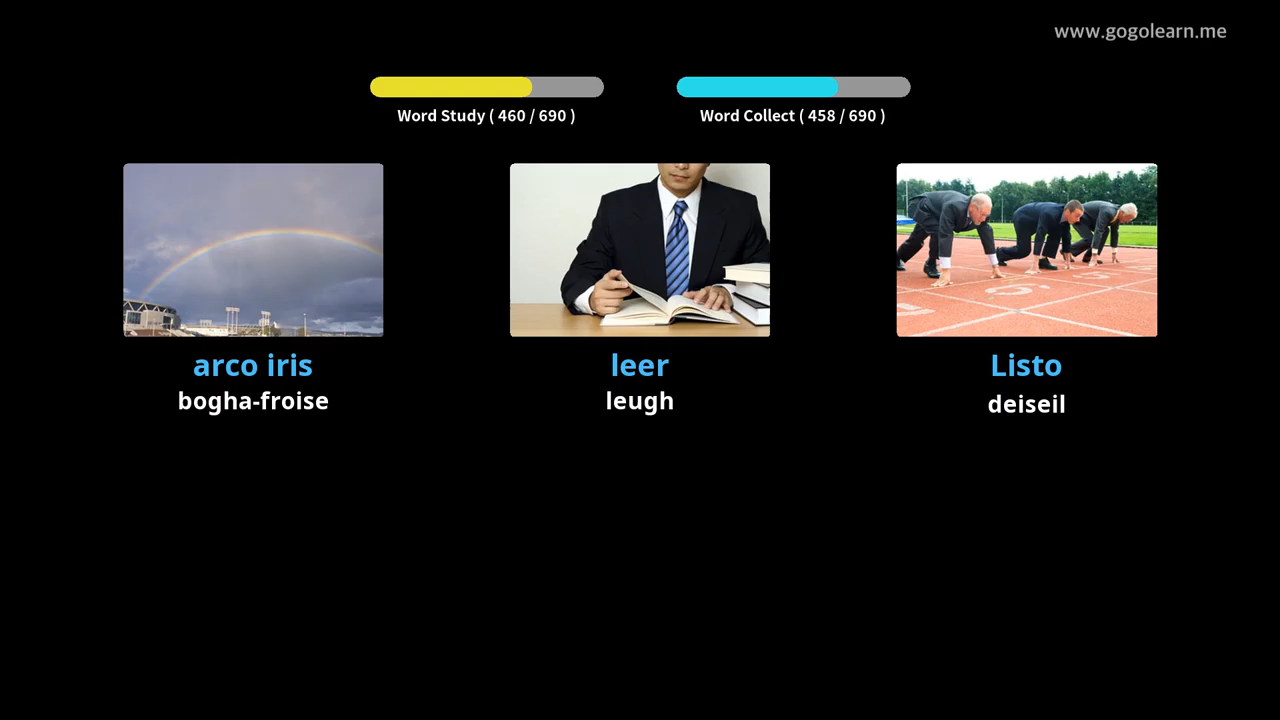 www.gogolearn.me
Word Study ( 460 / 690 )
Word Collect ( 458 / 690 )
arco iris
bogha-froise
leer
leugh
Listo
deiseil